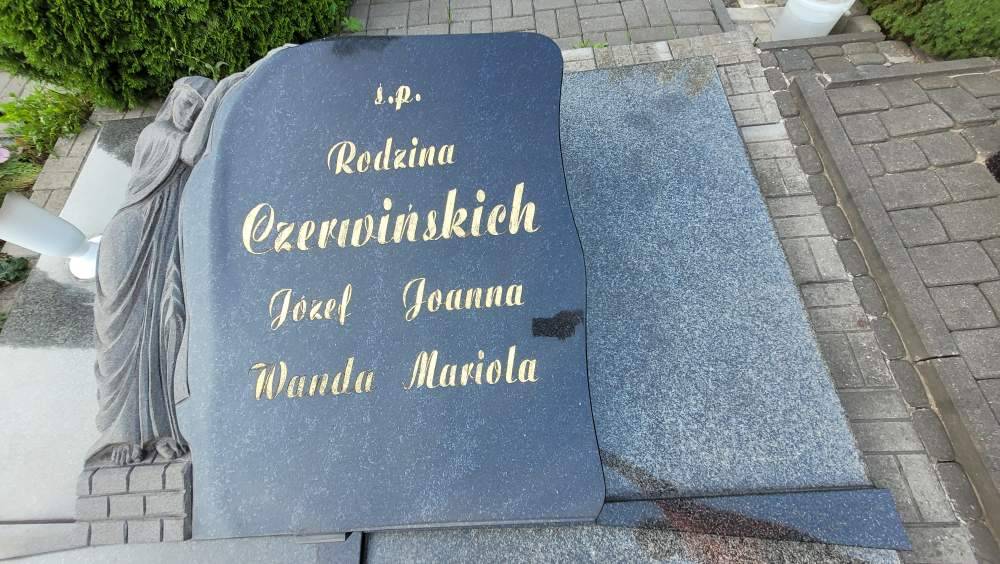 ś.p.
Rodzina
Czerwińskich
Józef Joanna
Wanda Mariola